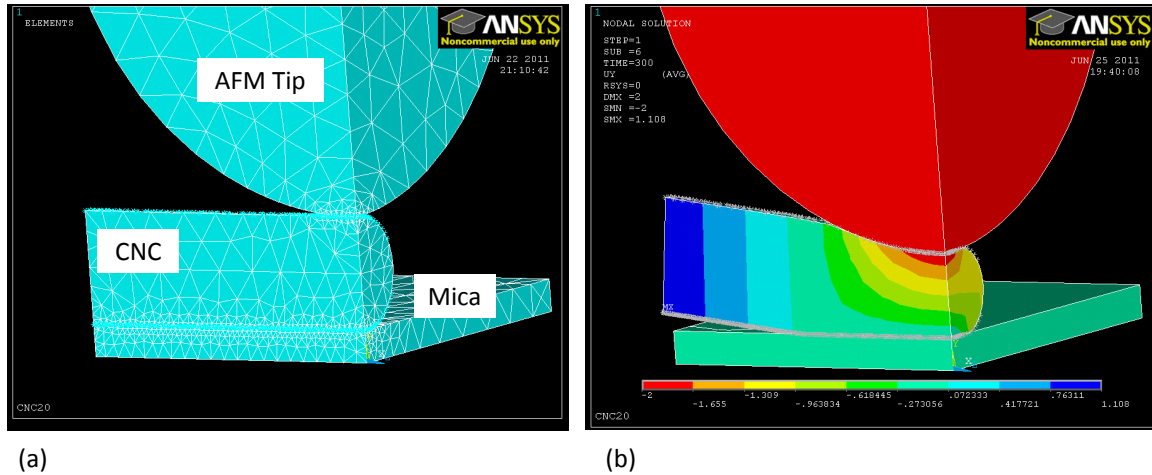 1
ELEMENTS
ANSYS
Noncommercial use only
JUN 22 2011
21:10:42
AFM Tip
CNC
Mica
CNC20
(a)
1
NODAL SOLUTION
STEP=1
SUB =6
TIME=300
UY (AVG)
RSYS=0
DMX =2
SMN =-2
SMX =1.108
ANSYS
Noncommercial use only
JUN 25 2011
19:40:08
MX
Y
X
-2 -1.309 -.618445 .072333 .76311
-1.655 -.963834 -.273056 .417721 1.108
CNC20
(b)